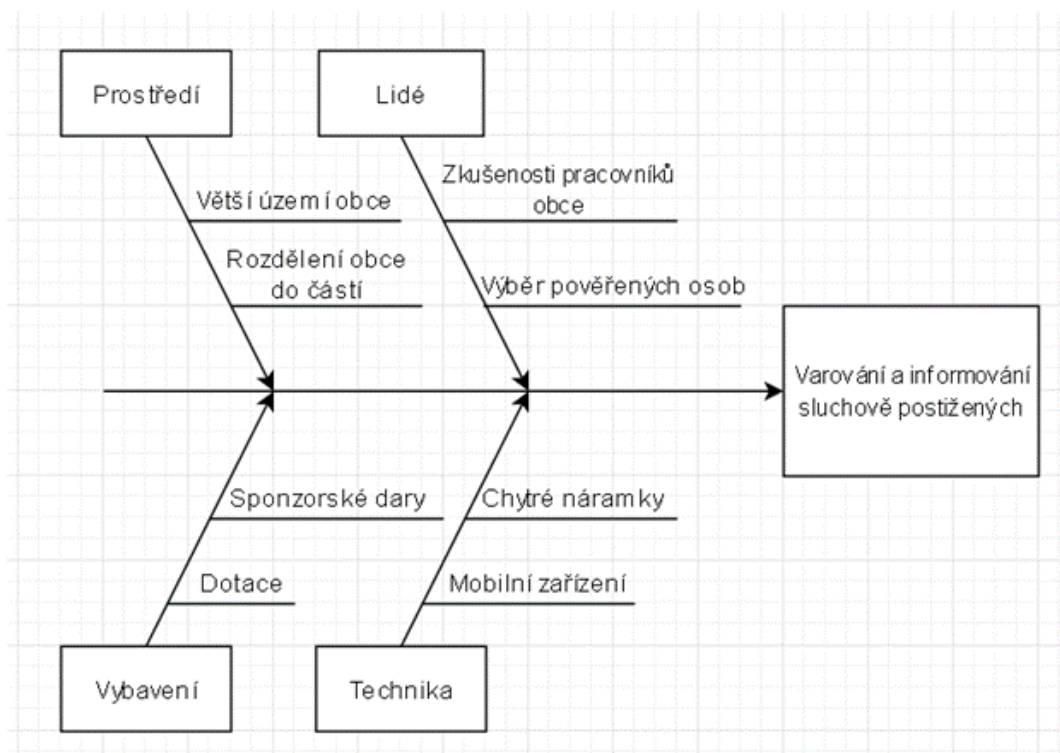 Prostředí
Lidé
Větší území obce
Zkušenosti pracovníků
obce
Rozdělení obce
do částí
Výběr pověřených osob
Varování a informování
sluchově postižených
Sponzorské dary
Chytré náramky
Dotace
Mobilní zařízení
Vybavení
Technika